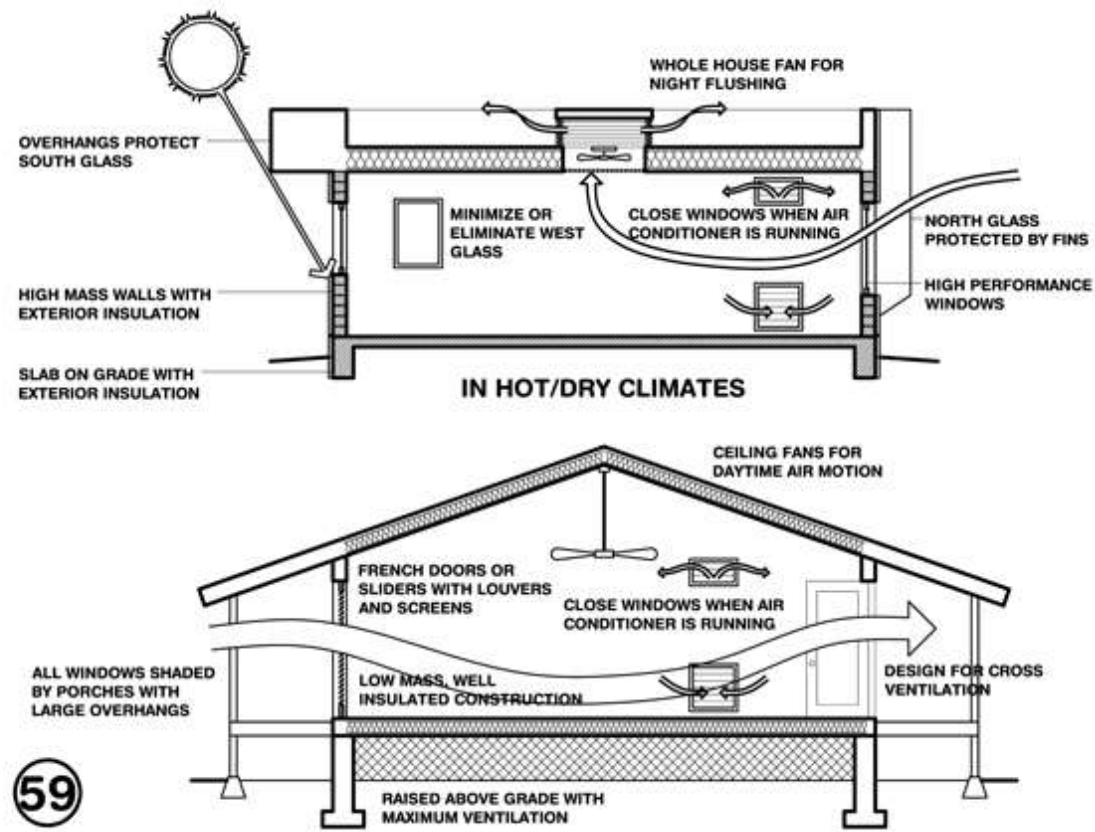 WHOLE HOUSE FAN FOR
NIGHT FLUSHING
OVERHANGS PROTECT
SOUTH GLASS
MINIMIZE OR
ELIMINATE WEST
GLASS
CLOSE WINDOWS WHEN AIR
CONDITIONER IS RUNNING
NORTH GLASS
PROTECTED BY FINS
HIGH MASS WALLS WITH
EXTERIOR INSULATION
HIGH PERFORMANCE
WINDOWS
SLAB ON GRADE WITH
EXTERIOR INSULATION
IN HOT/DRY CLIMATES
CEILING FANS FOR
DAYTIME AIR MOTION
FRENCH DOORS OR
SLIDERS WITH LOUVERS
AND SCREENS
CLOSE WINDOWS WHEN AIR
CONDITIONER IS RUNNING
ALL WINDOWS SHADED
BY PORCHES WITH
LARGE OVERHANGS
LOW MASS, WELL
INSULATED CONSTRUCTION
DESIGN FOR CROSS
VENTILATION
59
RAISED ABOVE GRADE WITH
MAXIMUM VENTILATION